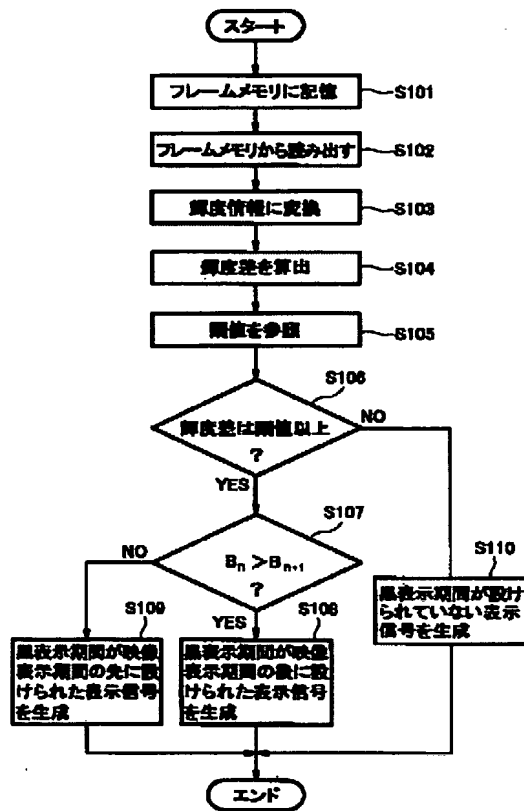 スタート
フレームメモリに記憶
S101
フレームメモリから読み出す
S102
輝度情報に変換
S103
輝度差を算出
S104
閾値を参照
S105
S106
輝度差は閾値以上
?
NO
YES
S107
Bn>Bn+1
?
NO
YES
S110
黒表示期間が設け
られていない表示
信号を生成
S109
黒表示期間が映像
表示期間の先に設
けられた表示信号
を生成
S108
黒表示期間が映像
表示期間の後に設
けられた表示信号
を生成
エンド